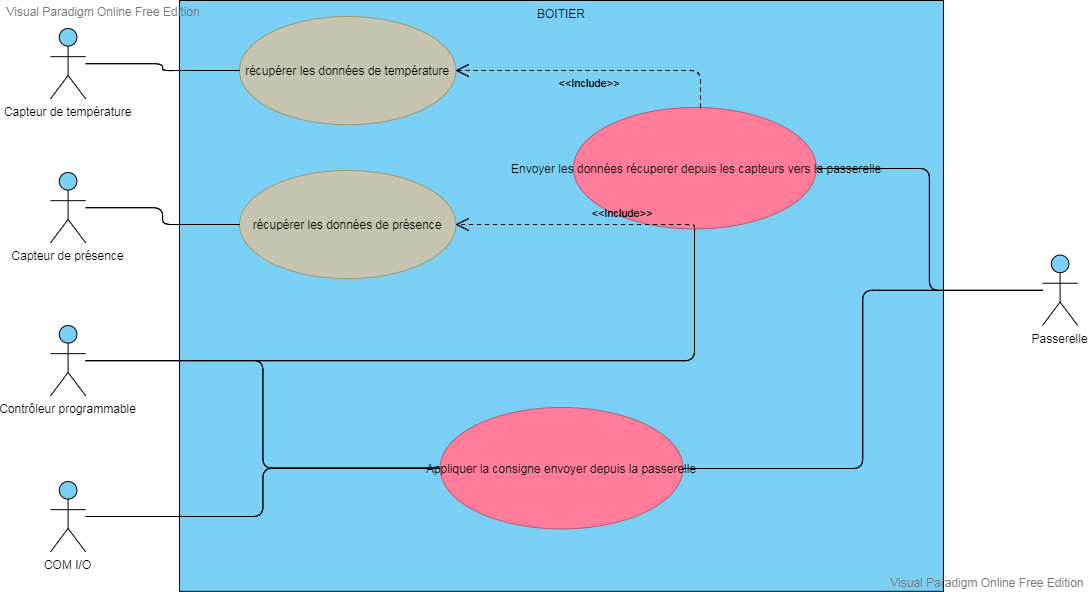 Visual Paradigm Online Free Edition
BOITIER
récupérer les données de température
<<Include>>
Capteur de température
Envoyer les données récuperer depuis les capteurs vers la passerelle
<<Include>>
récupérer les données de présence
Capteur de présence
Passerelle
Contrôleur programmable
Appliquer la consigne envoyer depuis la passerelle
COM I/O
Visual Paradigm Online Free Edition